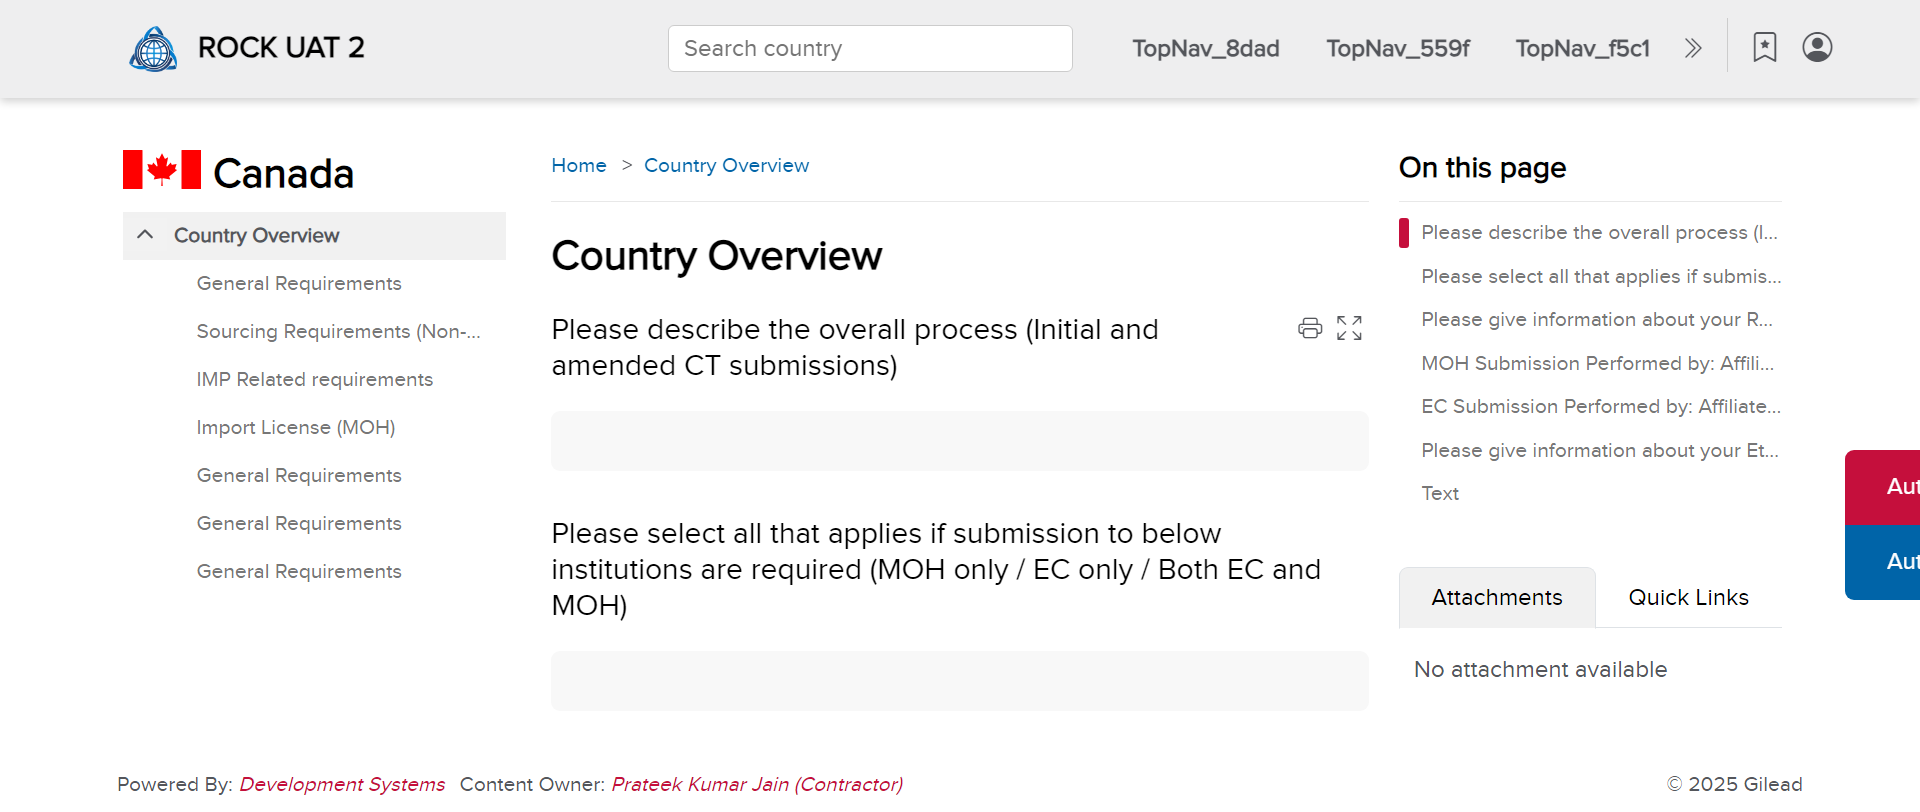 ROCK UAT 2
Search country
TopNav_8dad
TopNav_559f
TopNav_f5c1
Canada
Country Overview
General Requirements
Sourcing Requirements (Non-...
IMP Related requirements
Import License (MOH)
General Requirements
General Requirements
General Requirements
Home > Country Overview
Country Overview
Please describe the overall process (Initial and
amended CT submissions)
Please select all that applies if submission to below
institutions are required (MOH only / EC only / Both EC and
MOH)
On this page
Please describe the overall process (I...
Please select all that applies if submis...
Please give information about your R...
MOH Submission Performed by: Affili...
EC Submission Performed by: Affiliate...
Please give information about your Et...
Text
Attachments
Quick Links
No attachment available
Aut
Aut
Powered By: Development Systems Content Owner: Prateek Kumar Jain (Contractor)
© 2025 Gilead